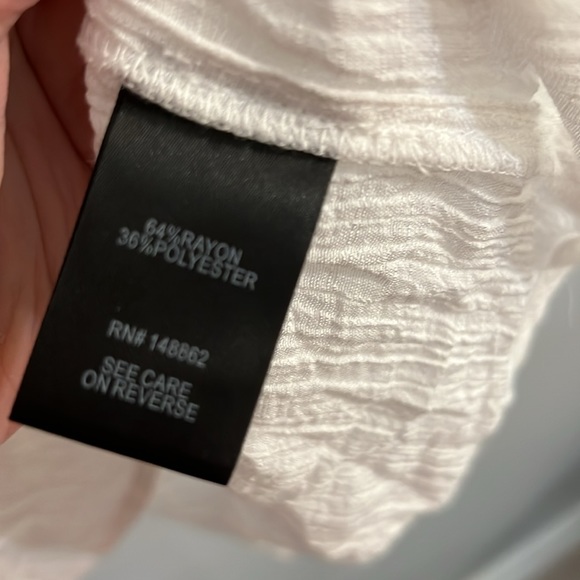 64%RAYON
36%POLYESTER
RN# 148862
SEE CARE
ON REVERSE